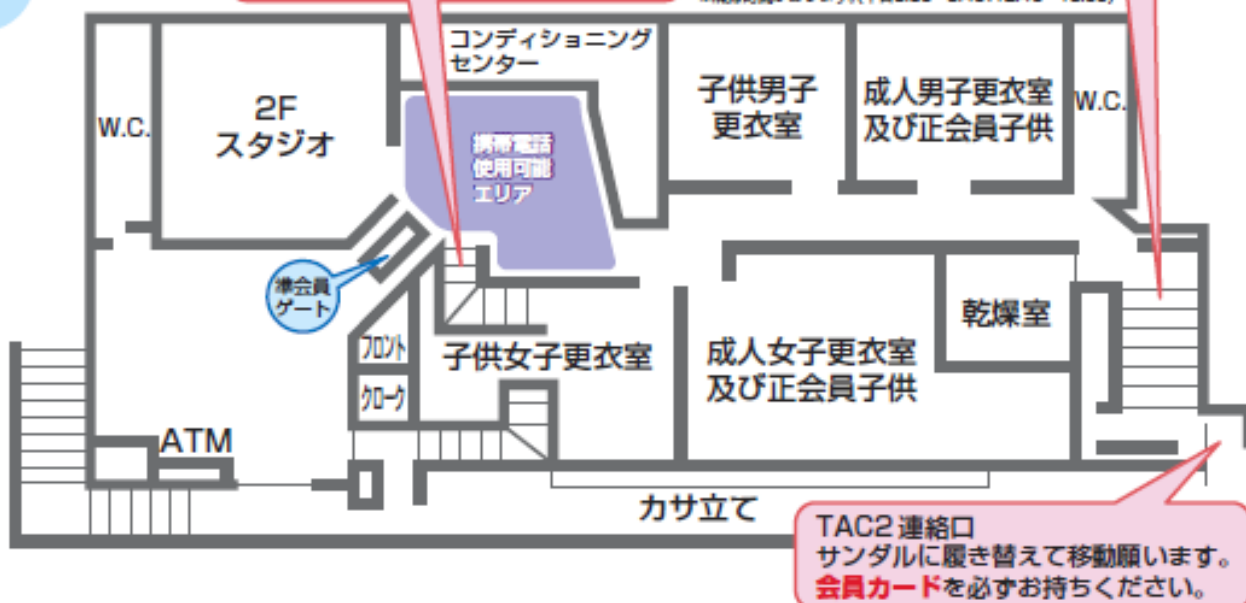 コンディショニング
センター
W.C.
2F
スタジオ
携帯電話
使用可能
エリア
子供男子
更衣室
成人男子更衣室
及び正会員子供
W.C.
準会員
ゲート
フロント
クローク
子供女子更衣室
成人女子更衣室
及び正会員子供
乾燥室
ATM
カサ立て
TAC2連絡口
サンダルに履き替えて移動願います。
会員カードを必ずお持ちください。